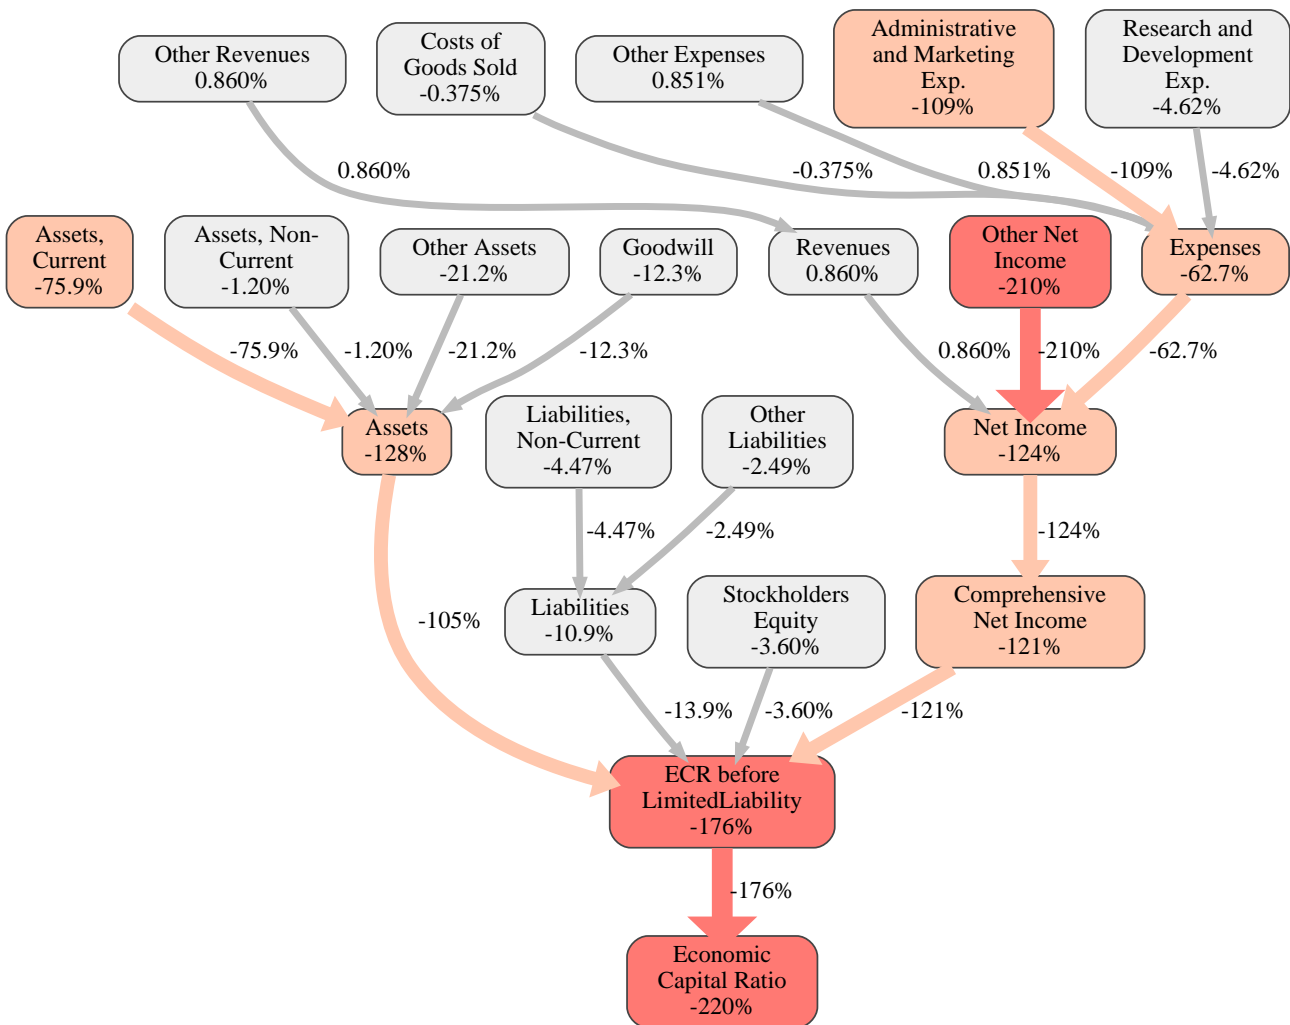 Other Revenues
0.860%
Costs of
Goods Sold
-0.375%
Other Expenses
0.851%
Administrative
and Marketing
Exp.
-109%
Research and
Development
Exp.
-4.62%
0.860%
-0.375%
0.851%
-109%
-4.62%
Assets,
Current
-75.9%
Assets, Non-
Current
-1.20%
Other Assets
-21.2%
Goodwill
-12.3%
Revenues
0.860%
Other Net
Income
-210%
Expenses
-62.7%
-75.9%
-1.20%
-21.2%
-12.3%
0.860%
-210%
-62.7%
Assets
-128%
Liabilities,
Non-Current
-4.47%
Other
Liabilities
-2.49%
Net Income
-124%
-4.47%
-2.49%
-124%
-105%
Liabilities
-10.9%
Stockholders
Equity
-3.60%
Comprehensive
Net Income
-121%
-13.9%
-3.60%
-121%
ECR before
LimitedLiability
-176%
-176%
Economic
Capital Ratio
-220%